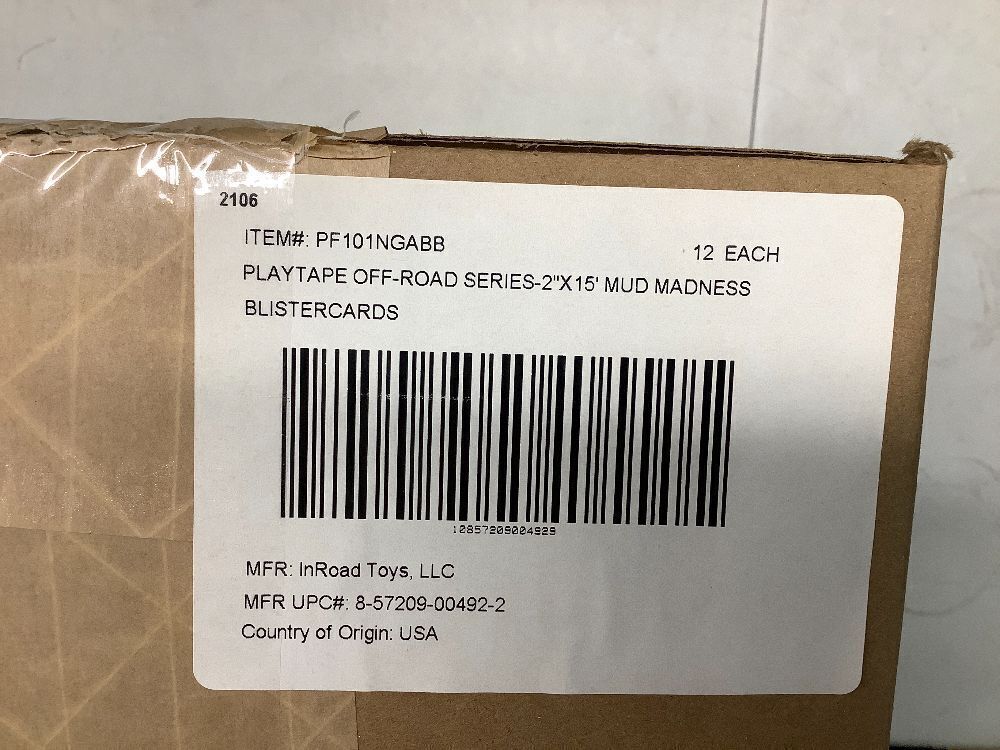 2106
ITEM#: PF101NGABB 12 EACH
PLAYTAPE OFF-ROAD SERIES-2"X15' MUD MADNESS
BLISTERCARDS
10857209004929
MFR: InRoad Toys, LLC
MFR UPC#: 8-57209-00492-2
Country of Origin: USA